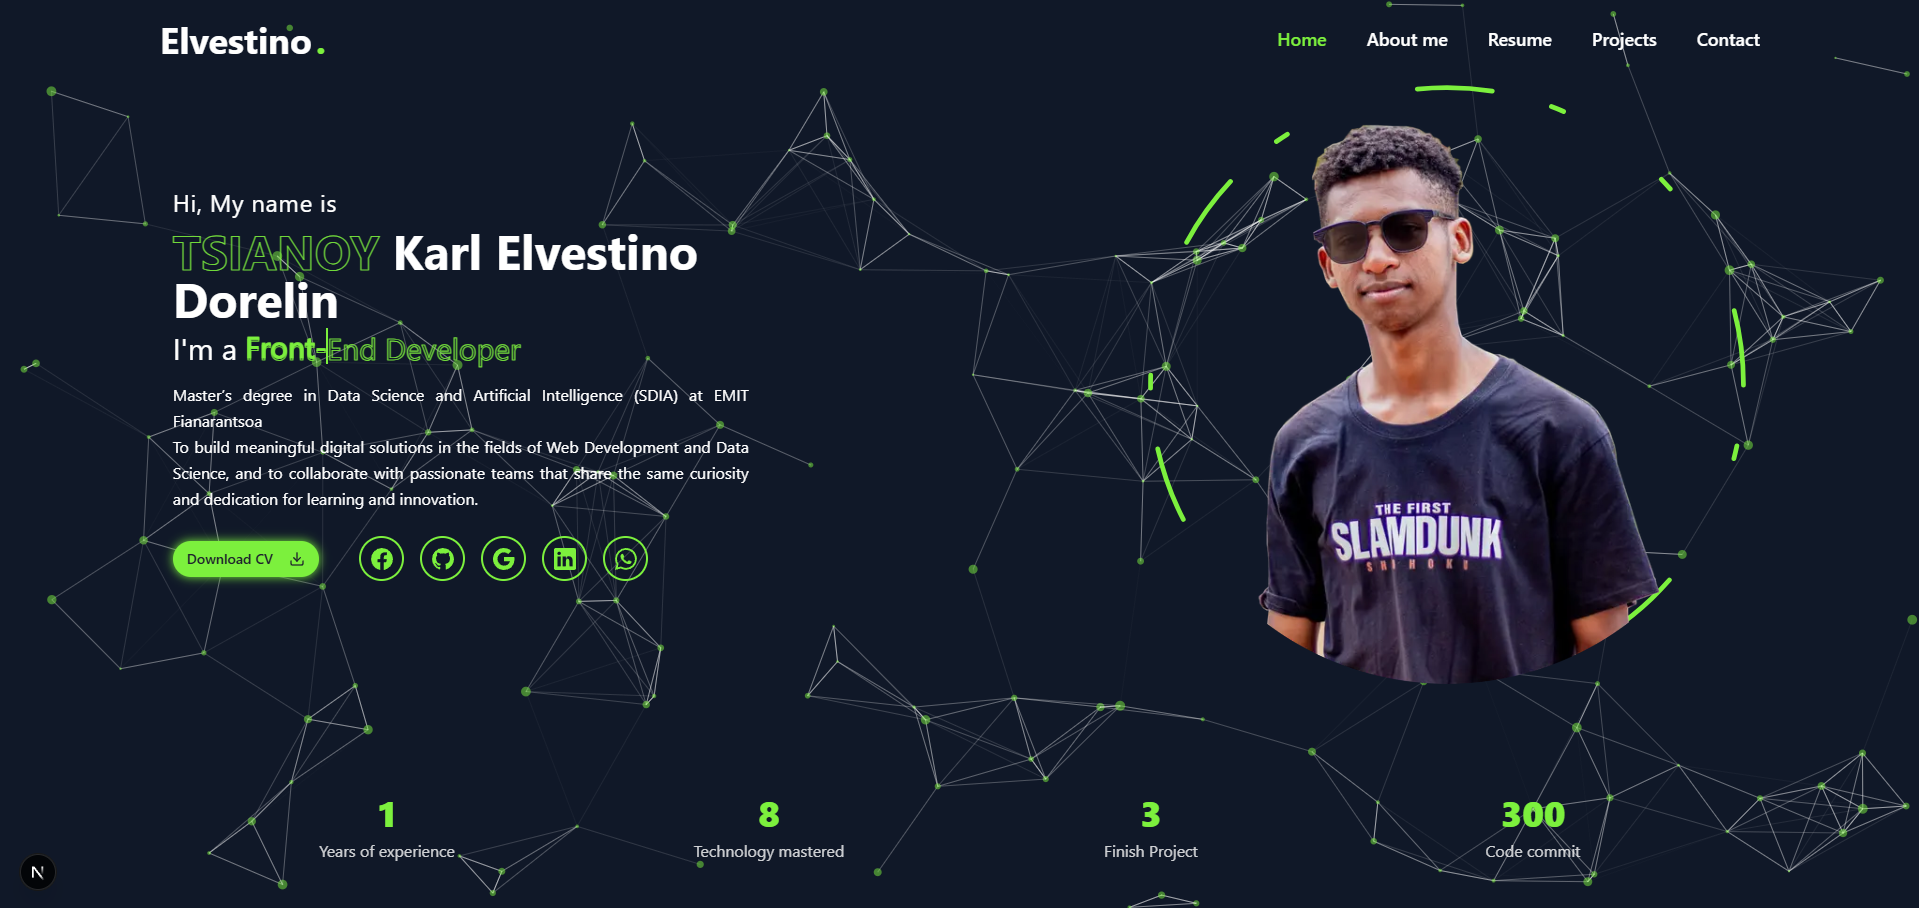 Elvestino.
Home About me Resume Projects Contact
Hi, My name is
TSIANOY Karl Elvestino
Dorelin
I'm a Front-End Developer
Master's degree in Data Science and Artificial Intelligence (SDIA) at EMIT
Fianarantsoa
To build meaningful digital solutions in the fields of Web Development and Data
Science, and to collaborate with passionate teams that share the same curiosity
and dedication for learning and innovation.
Download CV
THE FIRST
SLAMDUNK
SHOHOKU
1
Years of experience
8
Technology mastered
3
Finish Project
300
Code commit
N